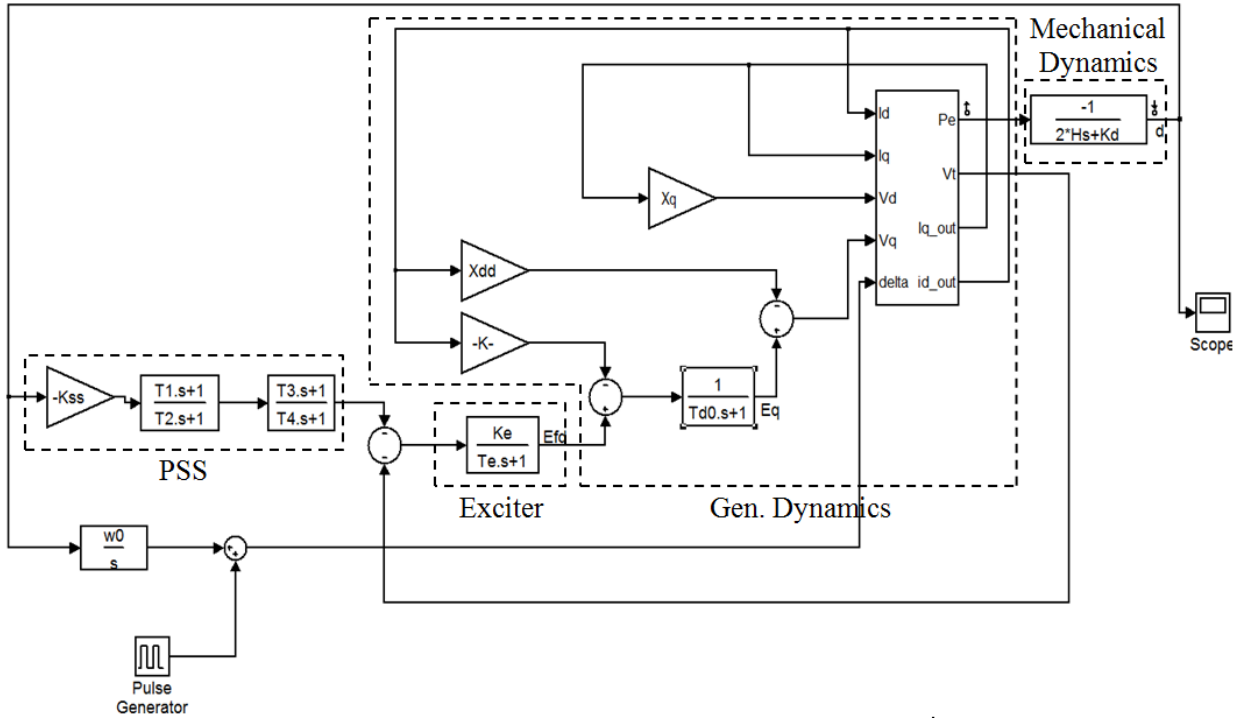 Mechanical
Dynamics
Id
Pe
-1
2*Hs+Kd
d
Iq
Vt
Xq
Vd
Iq_out
Vq
Xdd
delta
id_out
-K-
Scope
-Kss
T1.s+1
T2.s+1
T3.s+1
T4.s+1
1
Td0.s+1
Eq
Ke
Te.s+1
PSS
Exciter
Gen. Dynamics
w0
s
Pulse
Generator